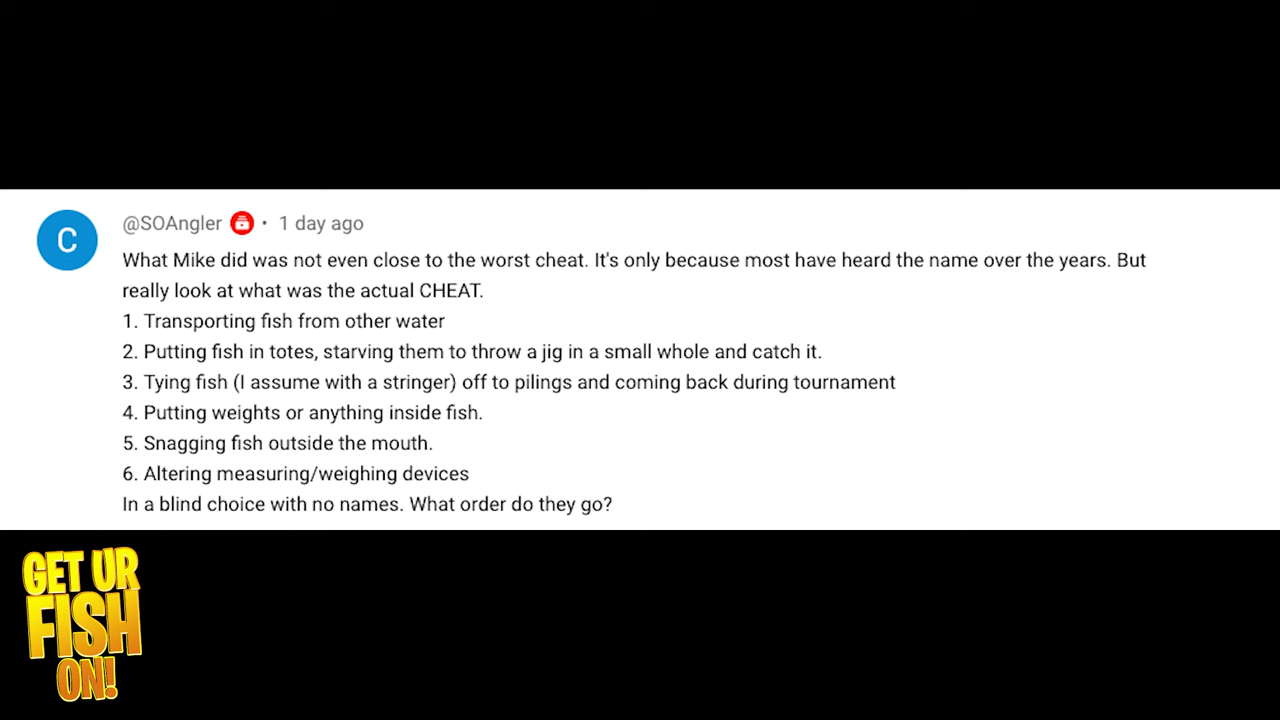 C
@SOAngler • 1 day ago
What Mike did was not even close to the worst cheat. It's only because most have heard the name over the years. But
really look at what was the actual CHEAT.
1. Transporting fish from other water
2. Putting fish in totes, starving them to throw a jig in a small whole and catch it.
3. Tying fish (I assume with a stringer) off to pilings and coming back during tournament
4. Putting weights or anything inside fish.
5. Snagging fish outside the mouth.
6. Altering measuring/weighing devices
In a blind choice with no names. What order do they go?
GET UR
FISH
ON!